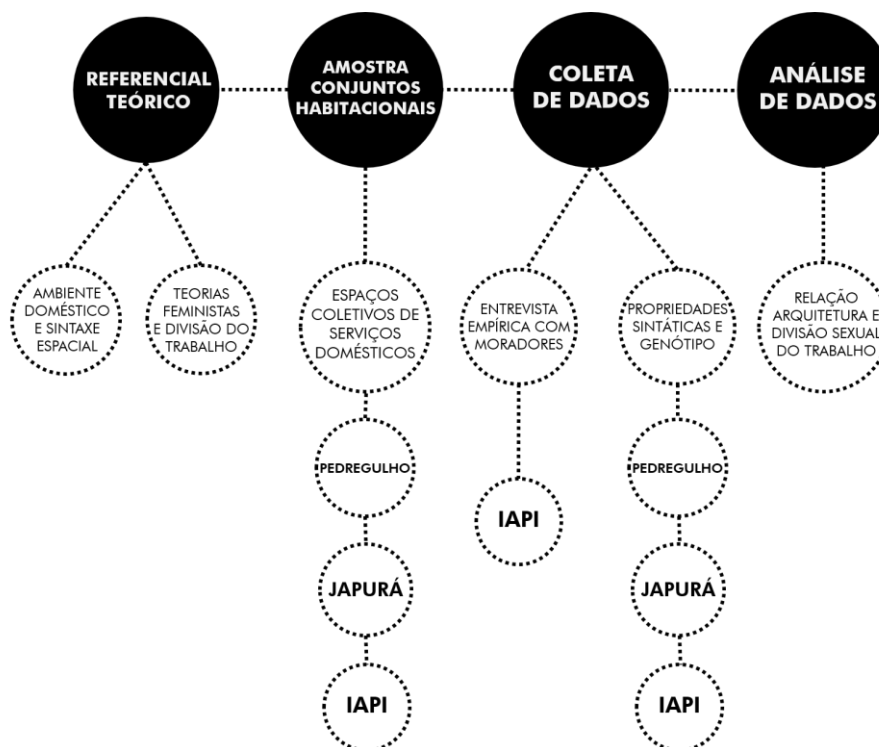 REFERENCIAL
TEÓRICO
AMOSTRA
CONJUNTOS
HABITACIONAIS
COLETA
DE DADOS
ANÁLISE
DE DADOS
AMBIENTE
DOMÉSTICO
E SINTAXE
ESPACIAL
TEORIAS
FEMINISTAS
E DIVISÃO DO
TRABALHO
ESPAÇOS
COLETIVOS DE
SERVIÇOS
DOMÉSTICOS
PEDREGULHO
JAPURÁ
IAPI
ENTREVISTA
EMPÍRICA COM
MORADORES
IAPI
PROPRIEDADES
SINTÁTICAS E
GENÓTIPO
PEDREGULHO
JAPURÁ
IAPI
RELAÇÃO
ARQUITETURA E
DIVISÃO SEXUAL
DO TRABALHO